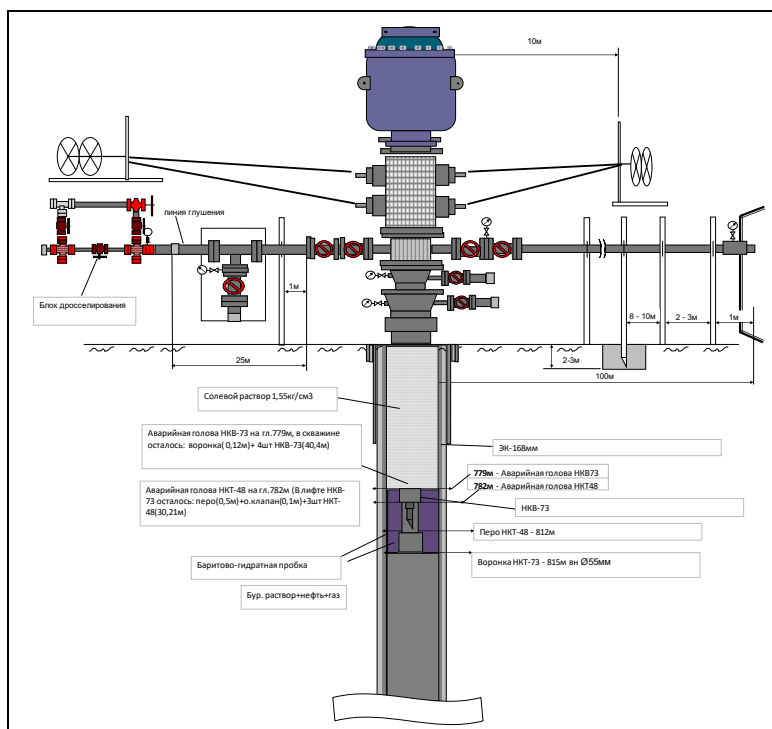 10м
линия глушения
Блок дросселирования
1м
25м
8 - 10м
2 - 3м
1м
2-3м
100м
Солевой раствор 1,55кг/см3
Аварийная голова НКВ-73 на гл.779м, в скважине
осталось: воронка( 0,12м)+ 4шт НКВ-73(40,4м)
ЭК-168мм
779м - Аварийная голова НКВ73
782м - Аварийная голова НКТ48
Аварийная голова НКТ-48 на гл.782м (В лифте НКВ-
73 осталось: перо(0,5м)+о.клапан(0,1м)+3шт НКТ-
48(30,21м)
НКВ-73
Перо НКТ-48 - 812м
Баритово-гидратная пробка
Воронка НКТ-73 - 815м вн Ø55мм
Бур. раствор+нефть+газ